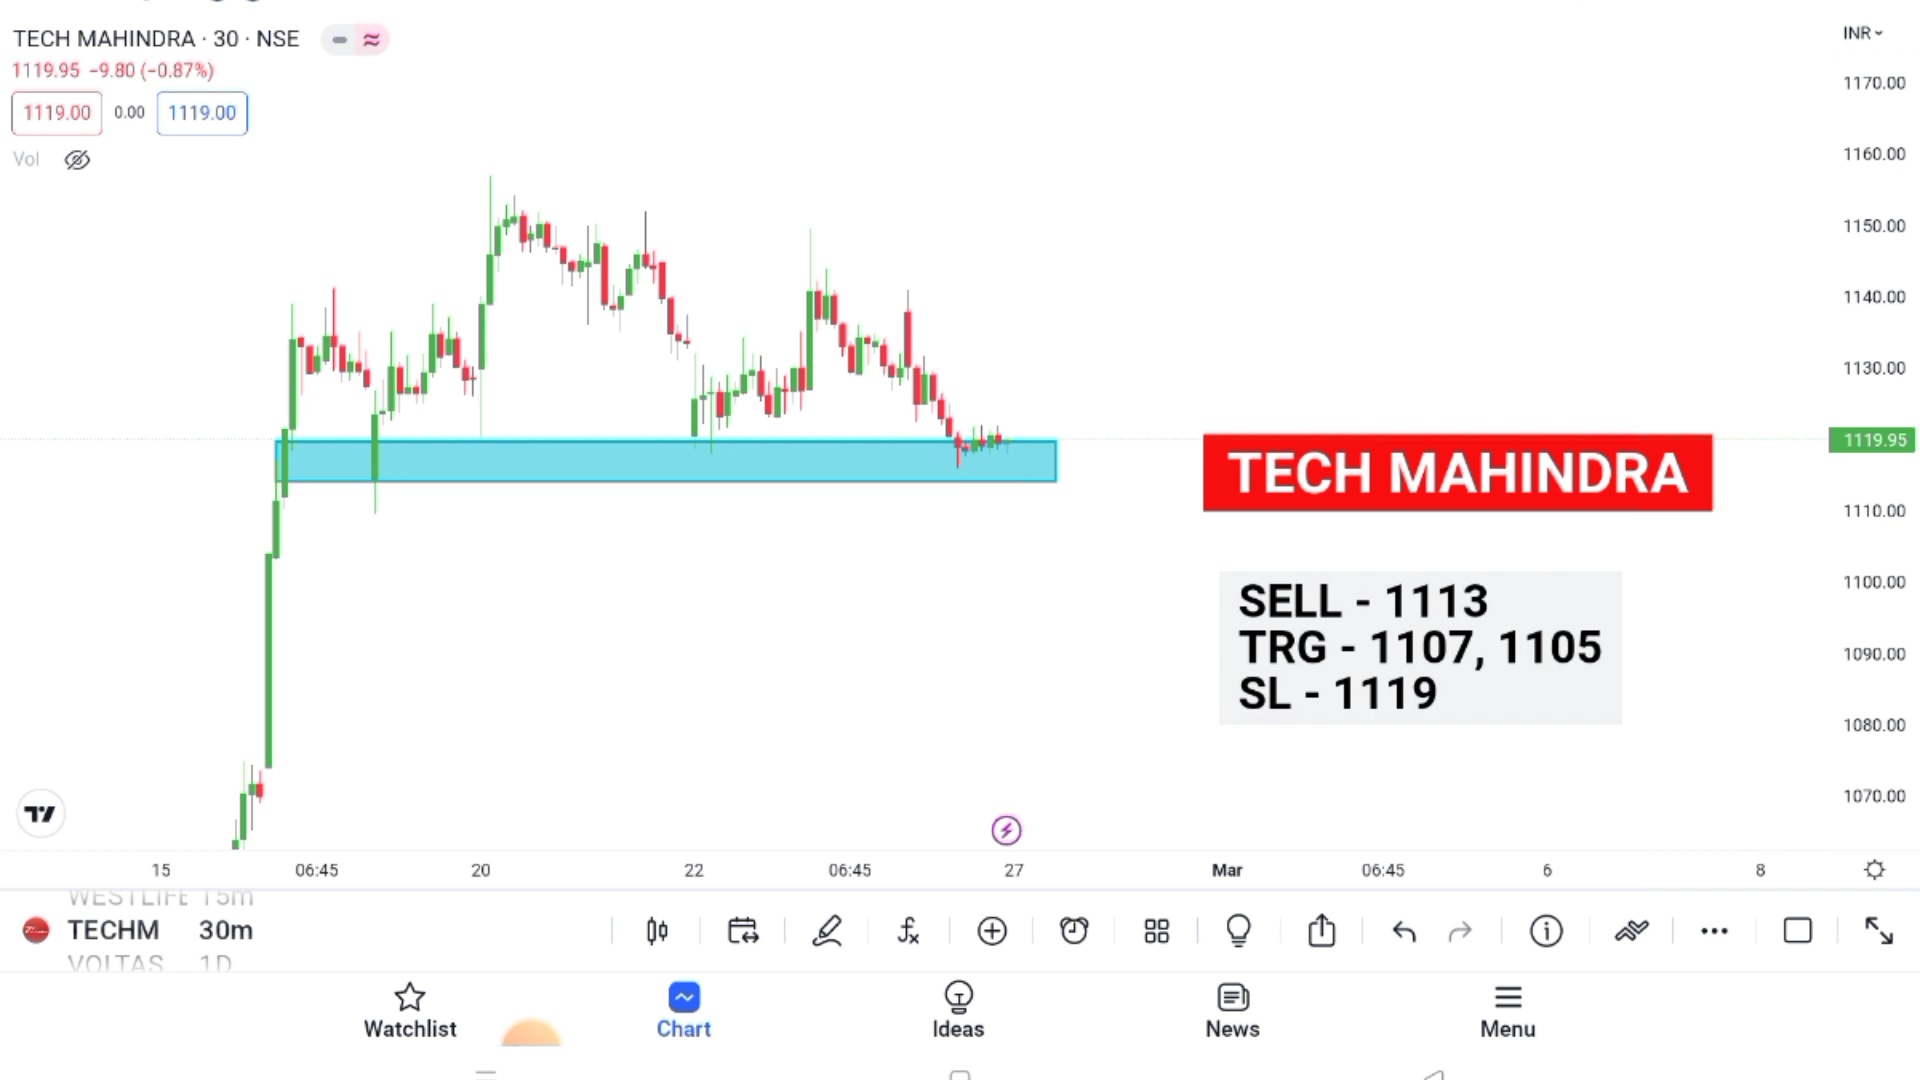 TECH MAHINDRA · 30 · NSE
INR
1119.95 −9.80 (−0.87%)
1119.00 0.00 1119.00
Vol
1170.00
1160.00
1150.00
1140.00
1130.00
1119.95
1110.00
1100.00
1090.00
1080.00
1070.00
TECH MAHINDRA
SELL - 1113
TRG - 1107, 1105
SL - 1119
15 06:45 20 22 06:45 27 Mar 06:45 6 8
WESTLIFE 15m
TECHM 30m
VOLTAS 1D
Watchlist Chart Ideas News Menu